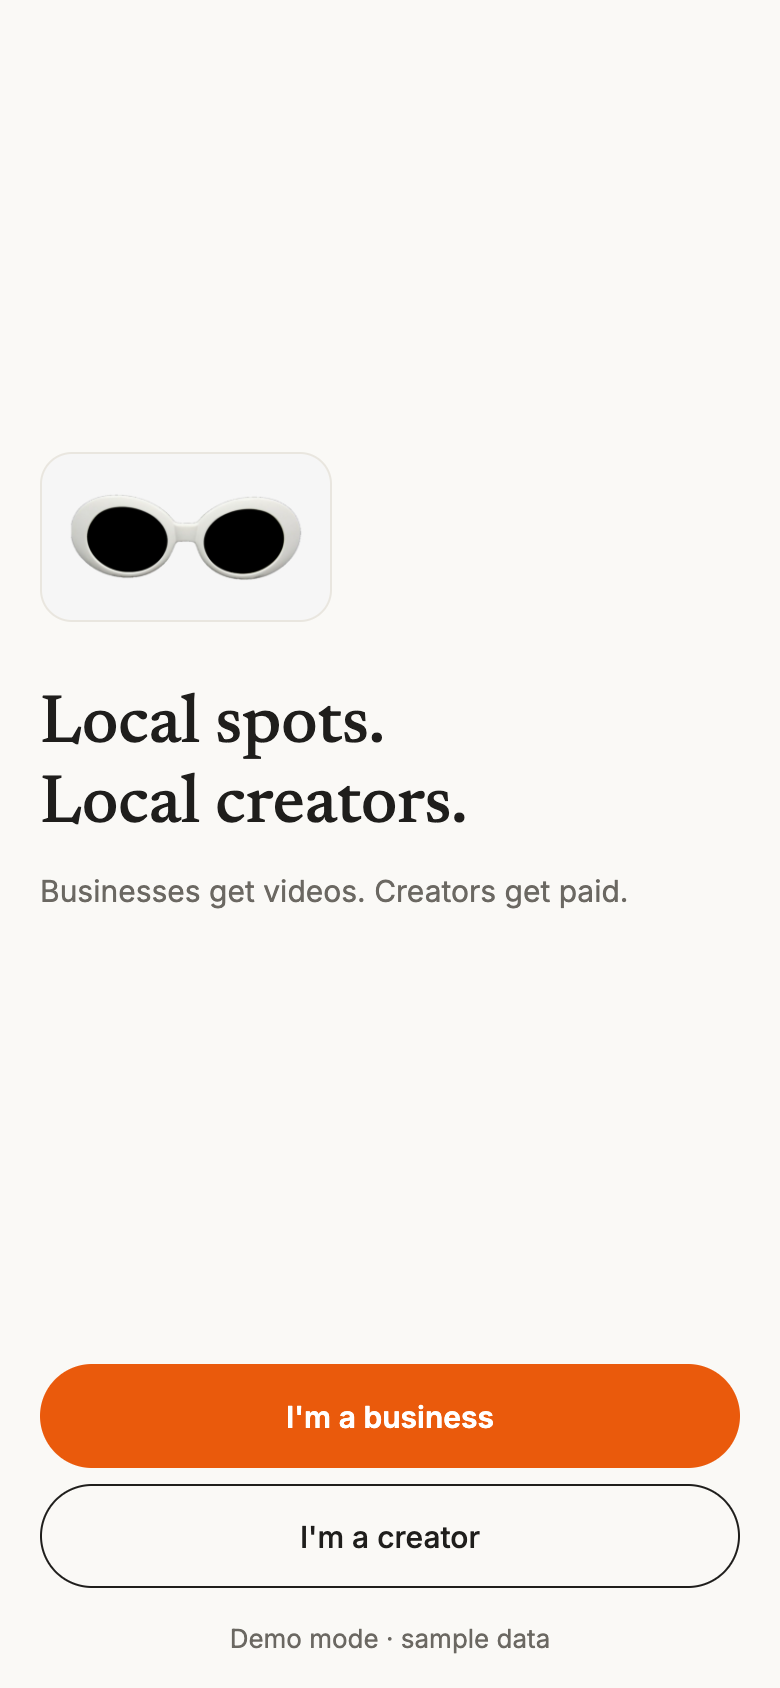 Local spots.
Local creators.
Businesses get videos. Creators get paid.
I'm a business
I'm a creator
Demo mode · sample data